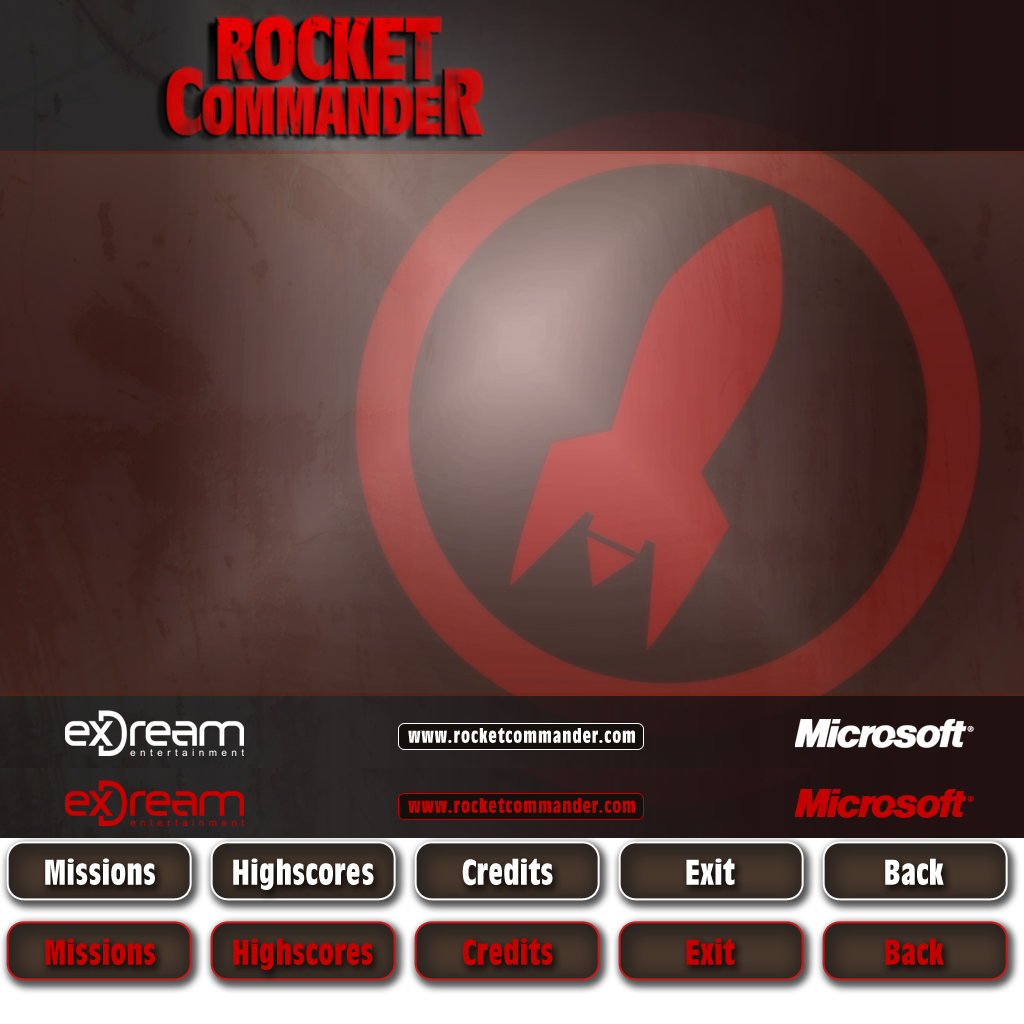 ROCKET
COMMANDER
exDream entertainment
www.rocketcommander.com
Microsoft®
exDream entertainment
www.rocketcommander.com
Microsoft®
Missions Highscores Credits Exit Back
Missions Highscores Credits Exit Back